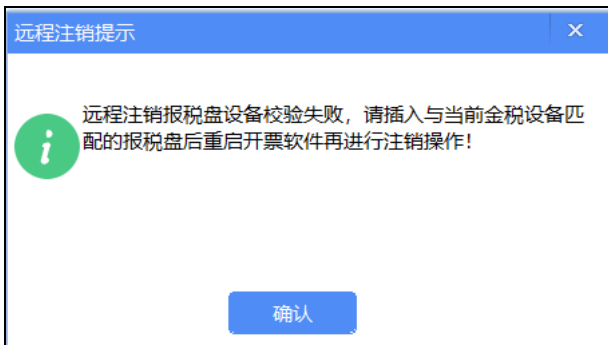 远程注销提示
远程注销报税盘设备校验失败，请插入与当前金税设备匹
配的报税盘后重启开票软件再进行注销操作！
确认